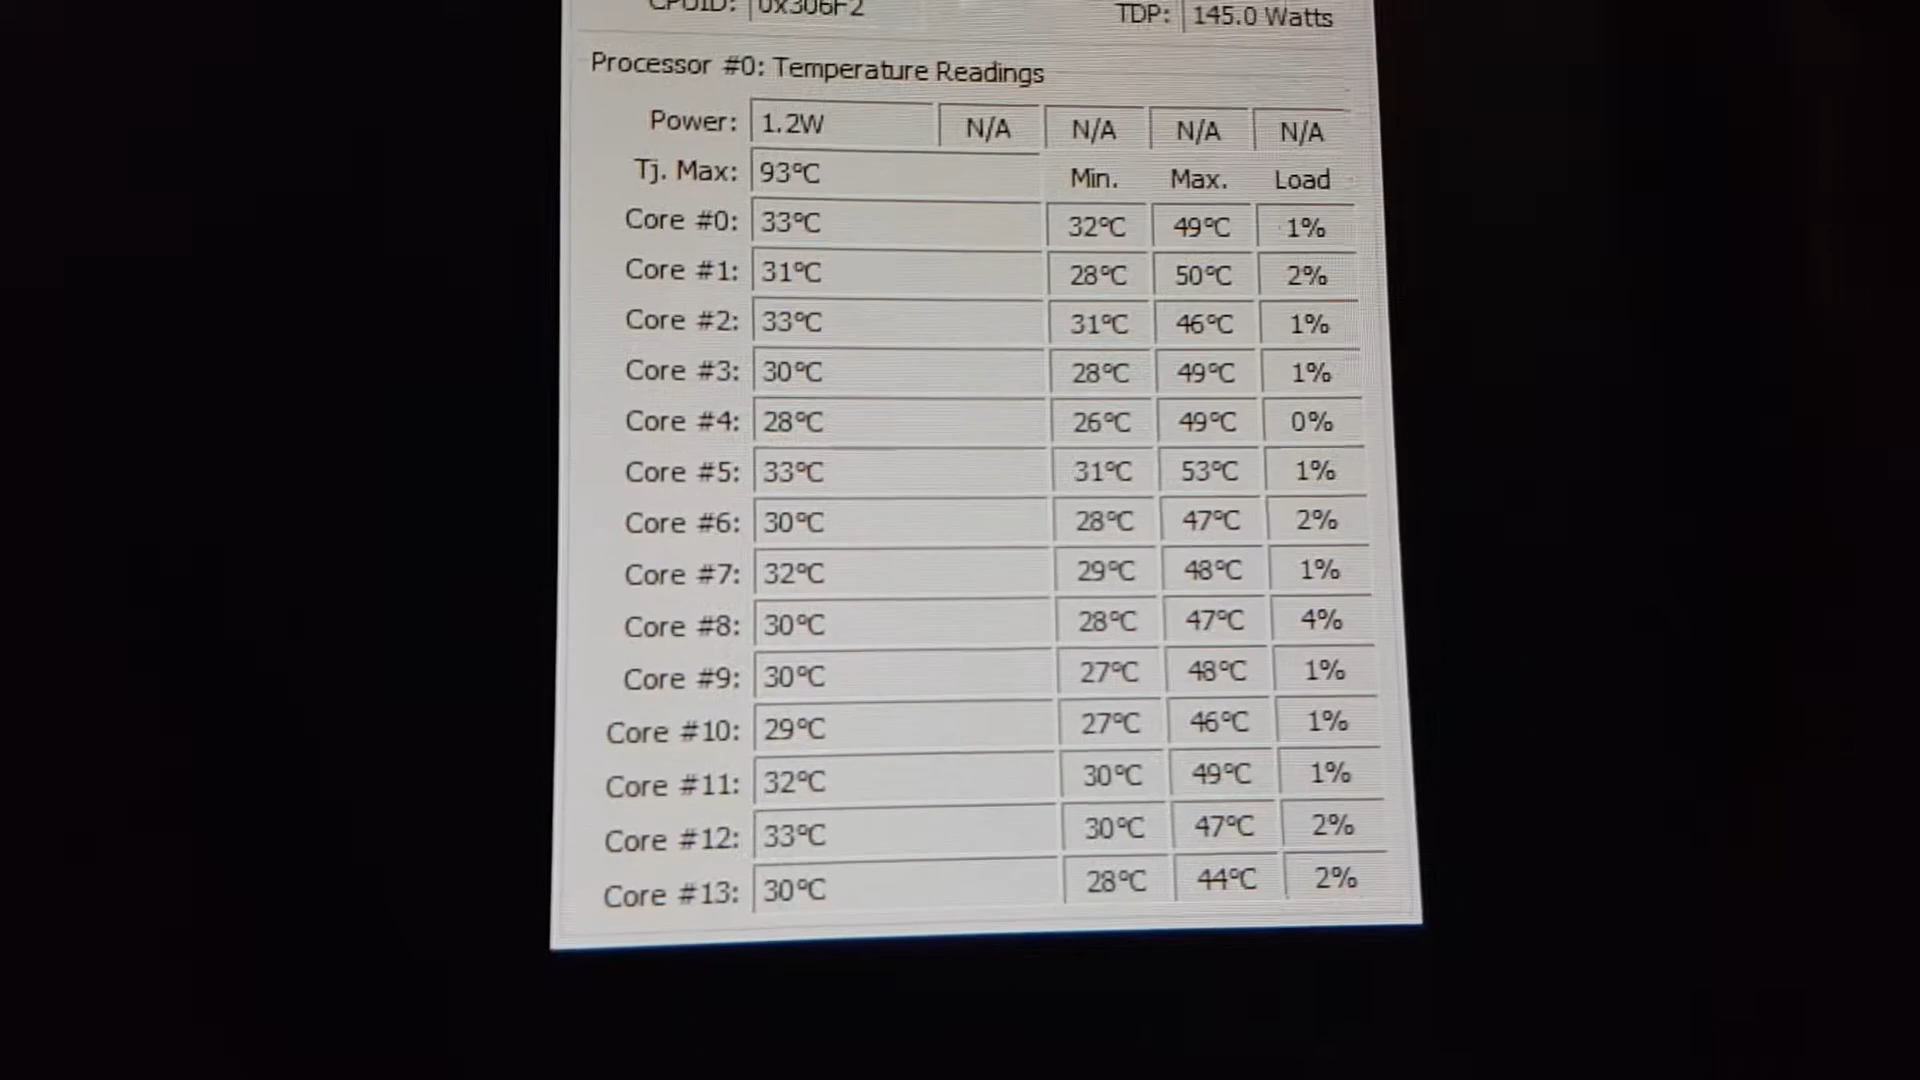 CPUID: 0x306F2 TDP: 145.0 Watts
Processor #0: Temperature Readings
Power: 1.2W N/A N/A N/A N/A
Tj. Max: 93°C Min. Max. Load
Core #0: 33°C 32°C 49°C 1%
Core #1: 31°C 28°C 50°C 2%
Core #2: 33°C 31°C 46°C 1%
Core #3: 30°C 28°C 49°C 1%
Core #4: 28°C 26°C 49°C 0%
Core #5: 33°C 31°C 53°C 1%
Core #6: 30°C 28°C 47°C 2%
Core #7: 32°C 29°C 48°C 1%
Core #8: 30°C 28°C 47°C 4%
Core #9: 30°C 27°C 48°C 1%
Core #10: 29°C 27°C 46°C 1%
Core #11: 32°C 30°C 49°C 1%
Core #12: 33°C 30°C 47°C 2%
Core #13: 30°C 28°C 44°C 2%